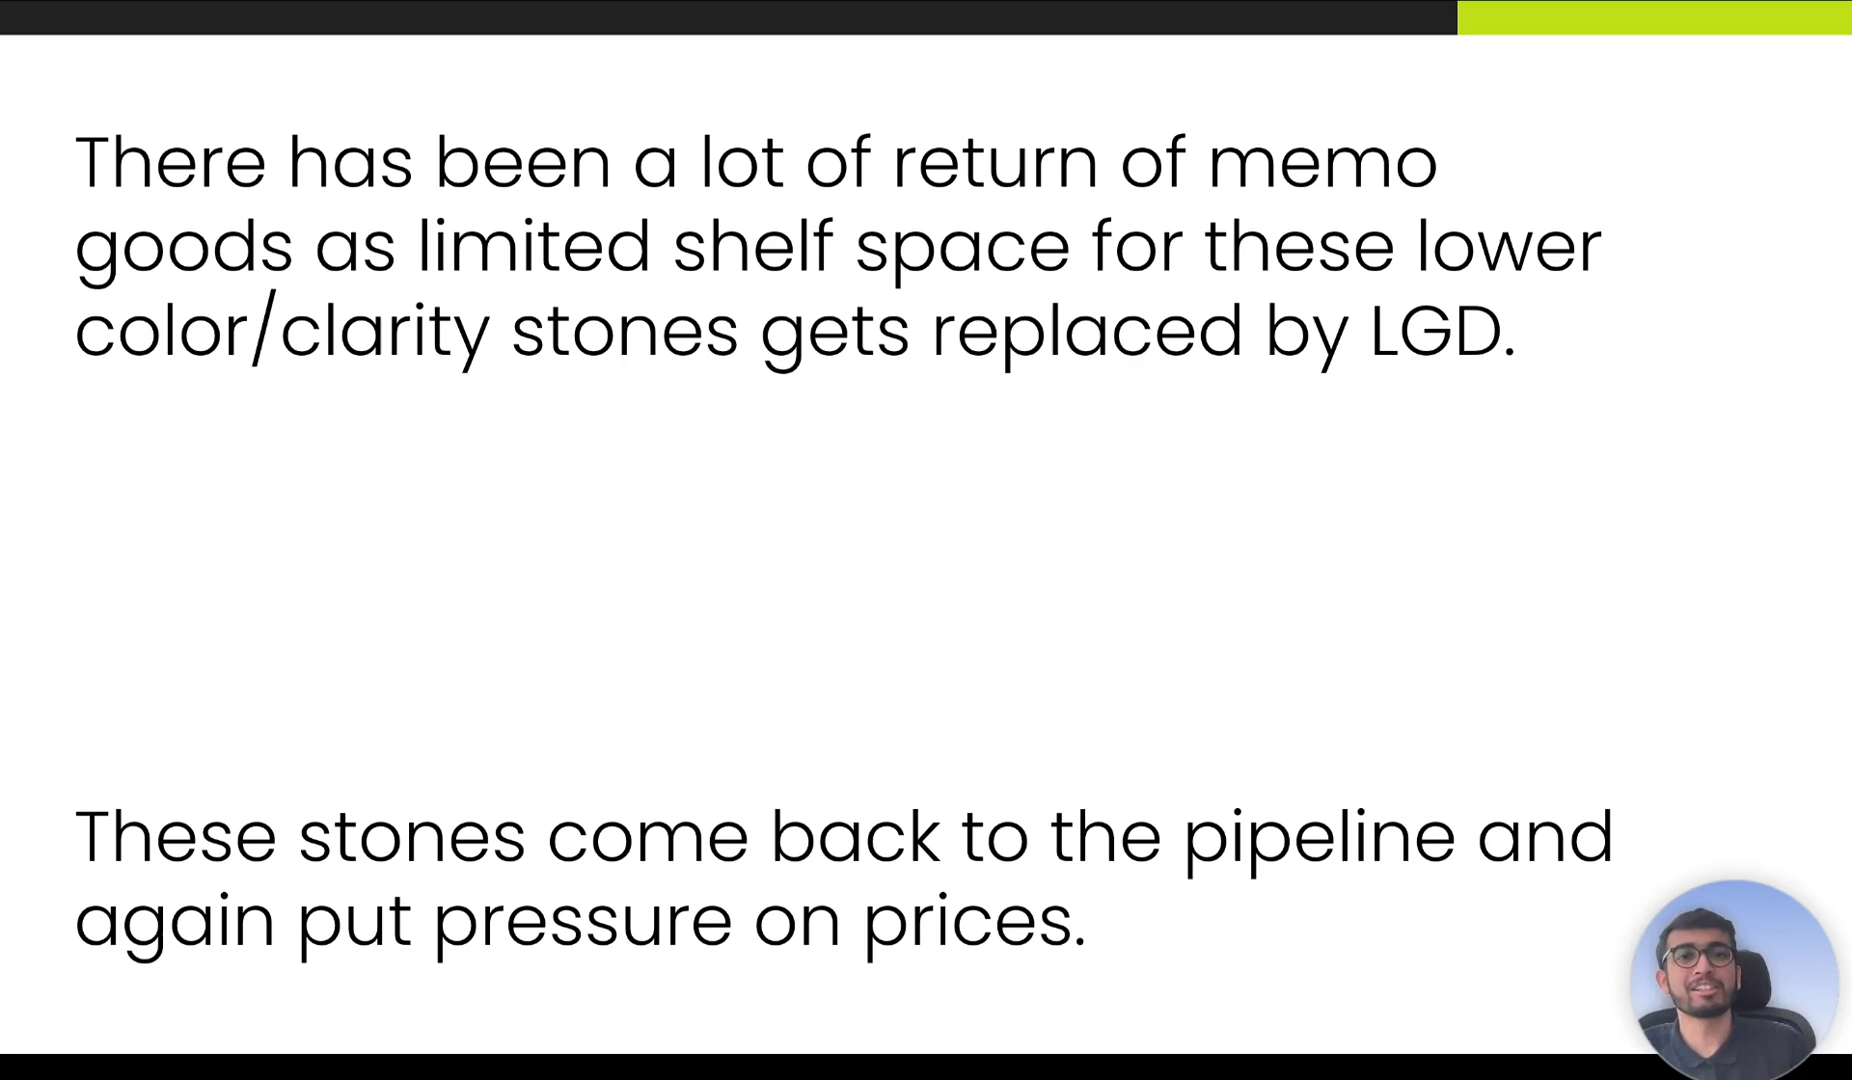 There has been a lot of return of memo
goods as limited shelf space for these lower
color/clarity stones gets replaced by LGD.
These stones come back to the pipeline and
again put pressure on prices.